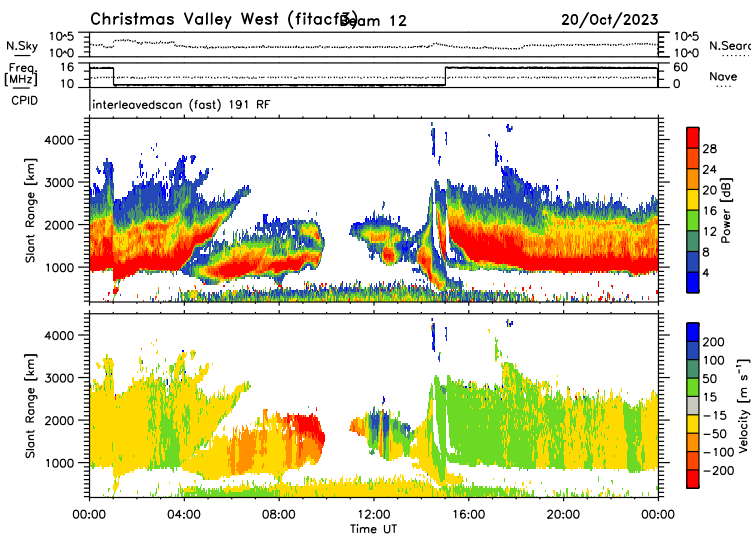 Christmas Valley West (fitacf3) Beam 12 20/Oct/2023
N.Sky 10^5 10^0 10^5 10^0 N.Searc
Freq. [MHz] 16 10 60 0 Nave
CPID interleavedscan (fast) 191 RF
Slant Range [km] 4000 3000 2000 1000
Power [dB] 28 24 20 16 12 8 4
Slant Range [km] 4000 3000 2000 1000
Velocity [m s⁻¹] 200 100 50 15 −15 −50 −100 −200
00:00 04:00 08:00 12:00 16:00 20:00 00:00
Time UT